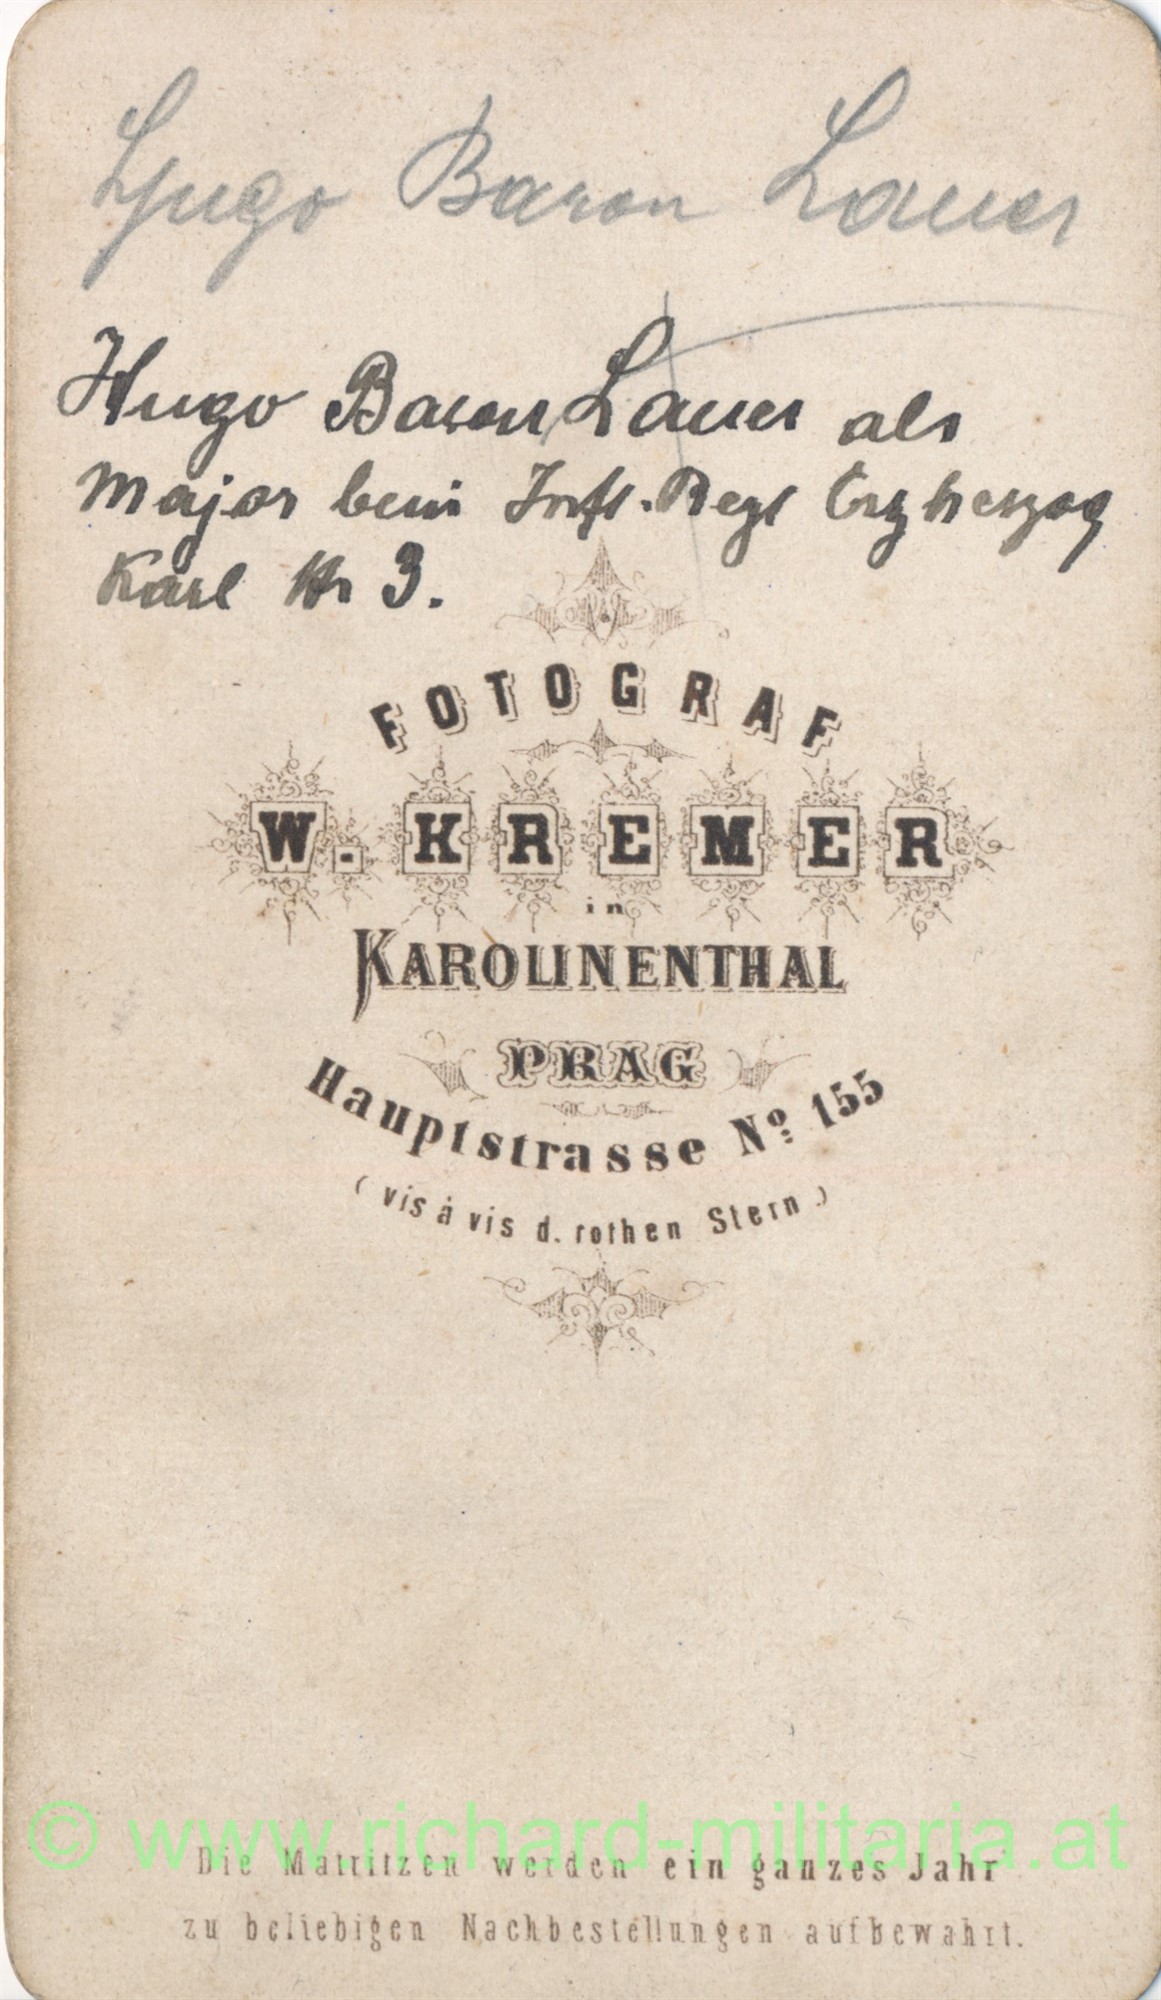 Hugo Baron Lauer
Hugo Baron Lauer als
Major beim Inft. Regt Erzherzog
Karl Nr 3.
FOTOGRAF
W. KREMER
in
KAROLINENTHAL
PRAG
Hauptstrasse No. 155
(vis à vis d. rothen Stern.)
© www.richard-militaria.at
Die Matritzen werden ein ganzes Jahr
zu beliebigen Nachbestellungen aufbewahrt.